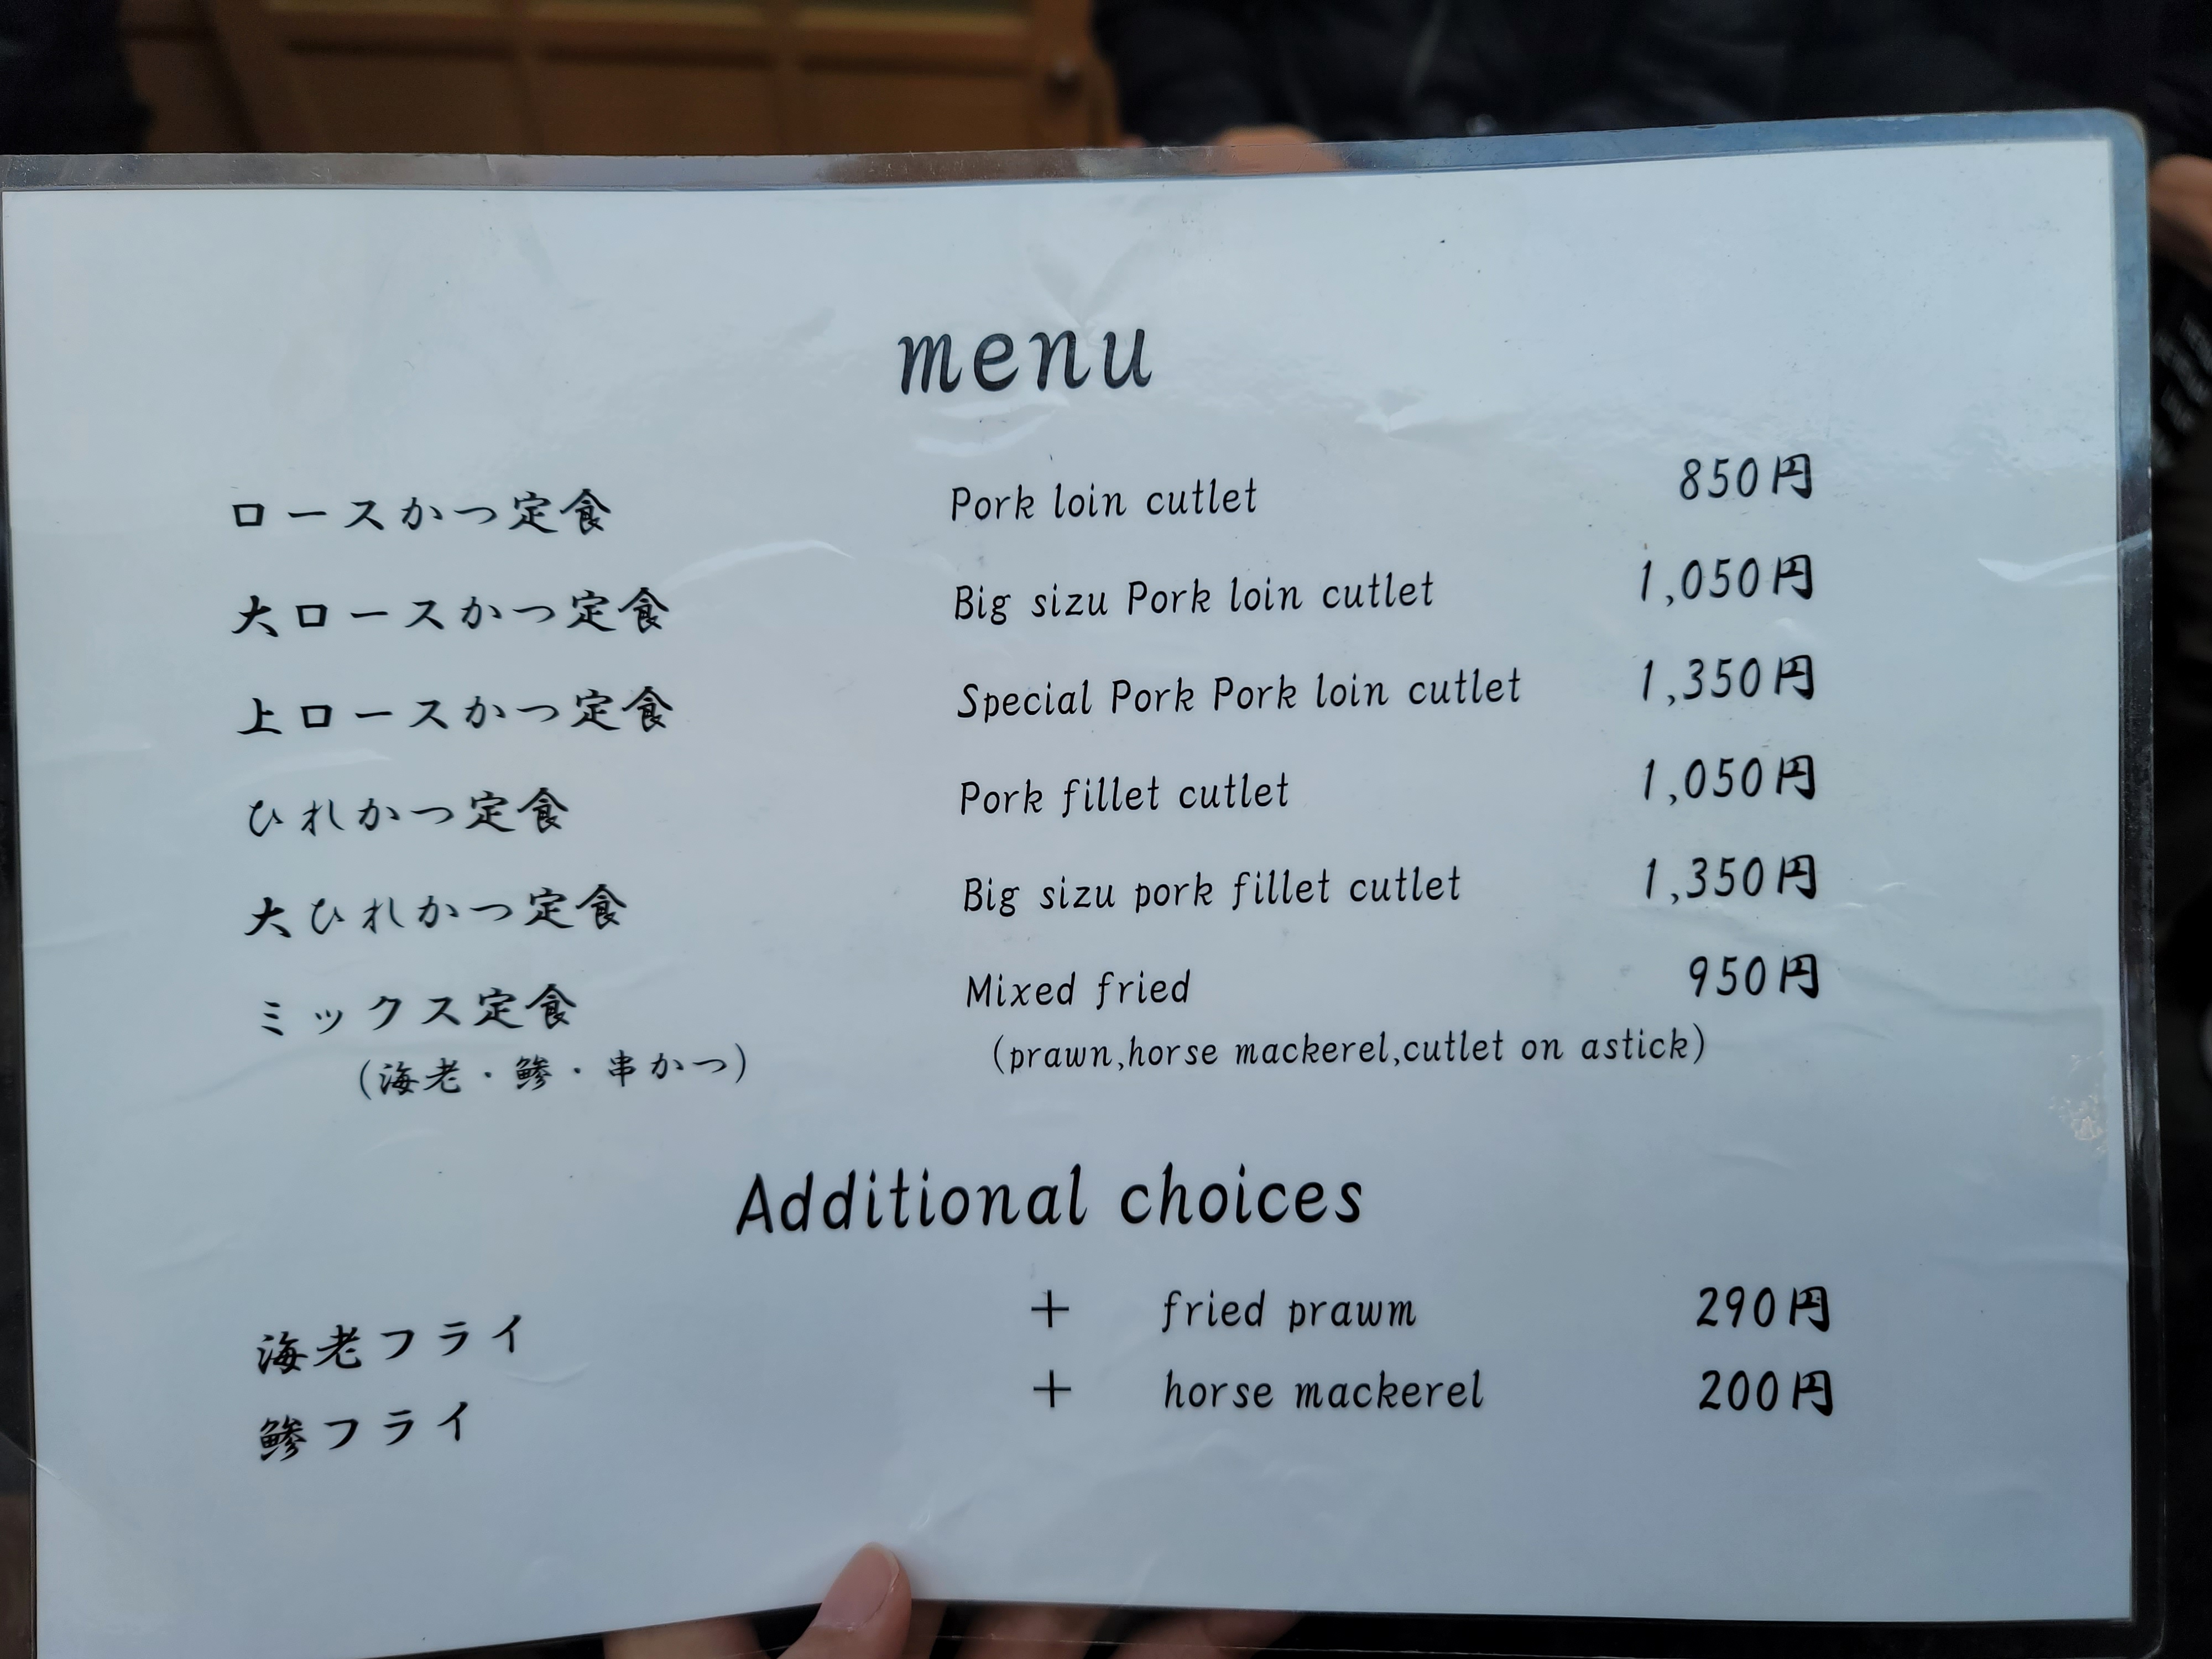 menu
ロースかつ定食 Pork loin cutlet 850円
大ロースかつ定食 Big sizu Pork loin cutlet 1,050円
上ロースかつ定食 Special Pork Pork loin cutlet 1,350円
ひれかつ定食 Pork fillet cutlet 1,050円
大ひれかつ定食 Big sizu pork fillet cutlet 1,350円
ミックス定食 Mixed fried 950円
(海老・鯵・串かつ) (prawn,horse mackerel,cutlet on astick)
Additional choices
海老フライ + fried prawm 290円
鯵フライ + horse mackerel 200円